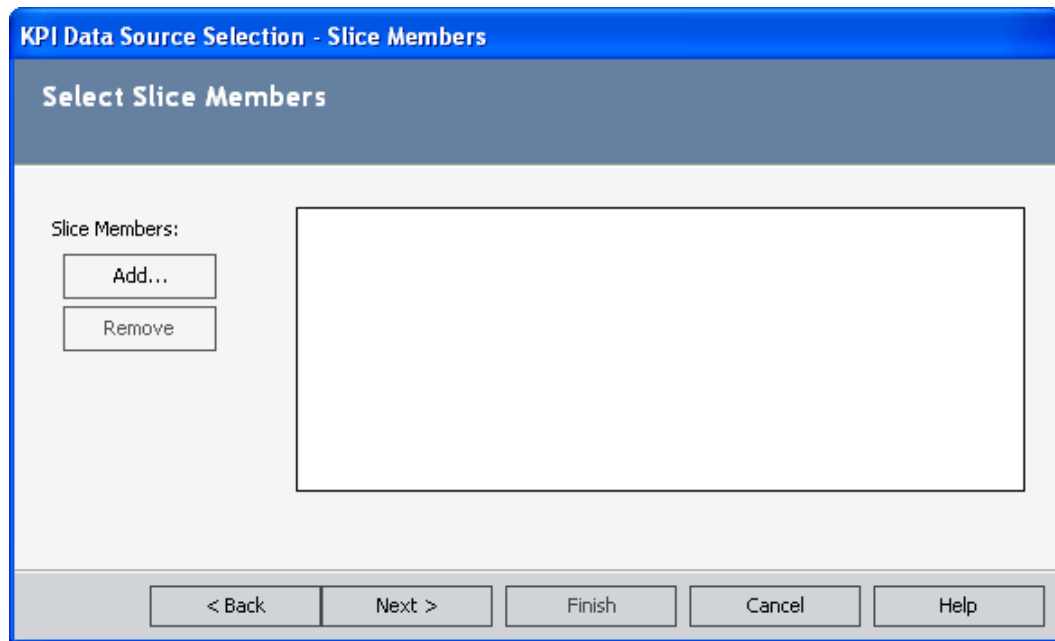 KPI Data Source Selection - Slice Members
Select Slice Members
Slice Members:
Add...
Remove
< Back
Next >
Finish
Cancel
Help